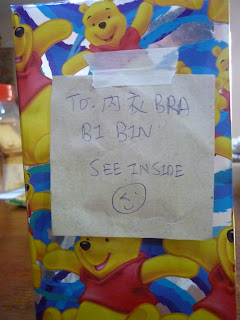 To. 内衣 BRA
BI BIN
SEE INSIDE